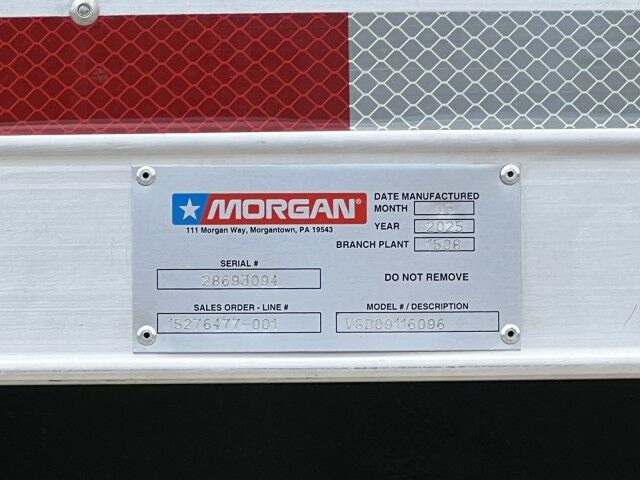 MORGAN®
111 Morgan Way, Morgantown, PA 19543
DATE MANUFACTURED
MONTH
YEAR 2025
BRANCH PLANT 1508
SERIAL #
28693094
DO NOT REMOVE
SALES ORDER - LINE #
15276477-001
MODEL # / DESCRIPTION
VSD09116096